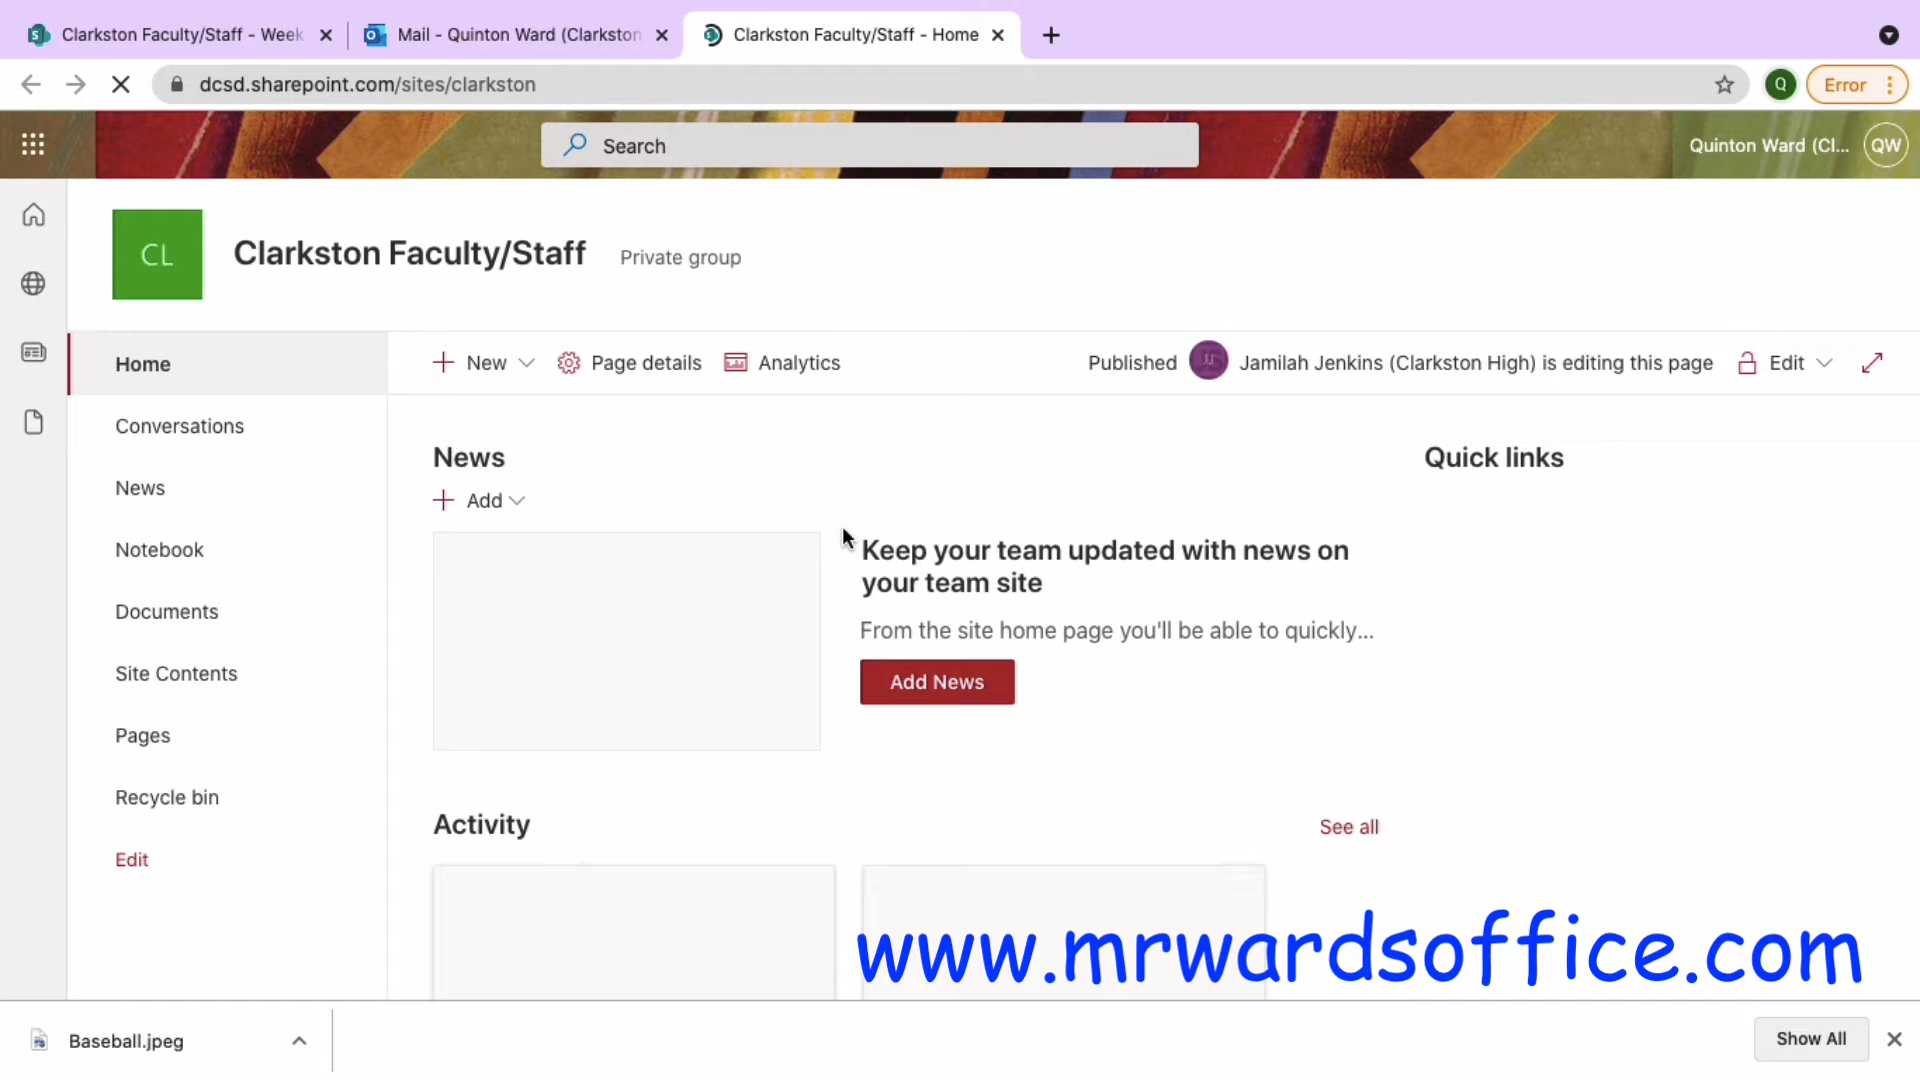 Clarkston Faculty/Staff - Week
Mail - Quinton Ward (Clarkston
Clarkston Faculty/Staff - Home
dcsd.sharepoint.com/sites/clarkston
Q
Error
Search
Quinton Ward (Cl...
QW
CL
Clarkston Faculty/Staff
Private group
Home
New
Page details
Analytics
Published
JJ
Jamilah Jenkins (Clarkston High) is editing this page
Edit
Conversations
News
Notebook
Documents
Site Contents
Pages
Recycle bin
Edit
News
Add
Keep your team updated with news on
your team site
From the site home page you'll be able to quickly...
Add News
Quick links
Activity
See all
www.mrwardsoffice.com
Baseball.jpeg
Show All